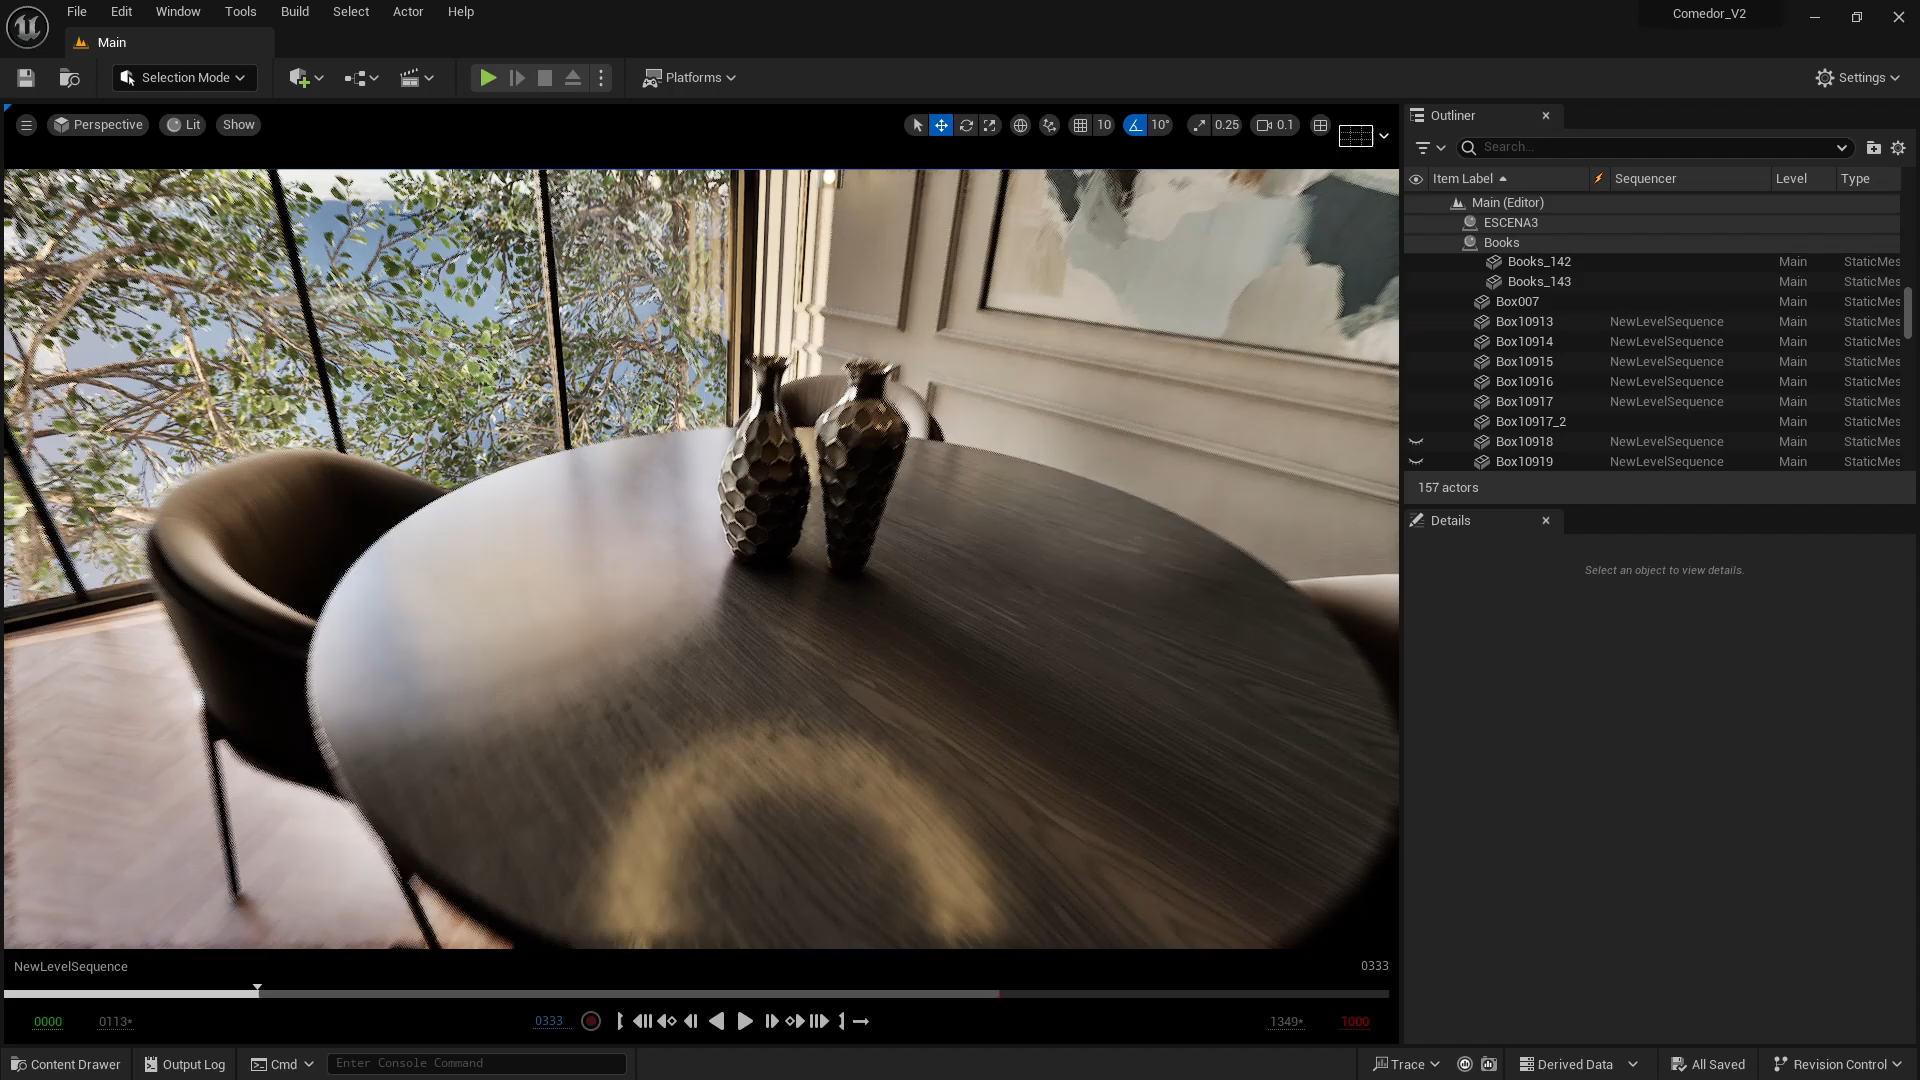 File Edit Window Tools Build Select Actor Help
Comedor_V2
Main
Selection Mode
Platforms
Settings
Perspective Lit Show
10 10° 0.25 0.1
Outliner
Search...
Item Label Sequencer Level Type
Main (Editor)
ESCENA3
Books
Books_142 Main StaticMes
Books_143 Main StaticMes
Box007 Main StaticMes
Box10913 NewLevelSequence Main StaticMes
Box10914 NewLevelSequence Main StaticMes
Box10915 NewLevelSequence Main StaticMes
Box10916 NewLevelSequence Main StaticMes
Box10917 NewLevelSequence Main StaticMes
Box10917_2 Main StaticMes
Box10918 NewLevelSequence Main StaticMes
Box10919 NewLevelSequence Main StaticMes
157 actors
Details
Select an object to view details.
NewLevelSequence 0333
0000 0113* 0333 1349* 1000
Content Drawer Output Log Cmd Enter Console Command Trace Derived Data All Saved Revision Control